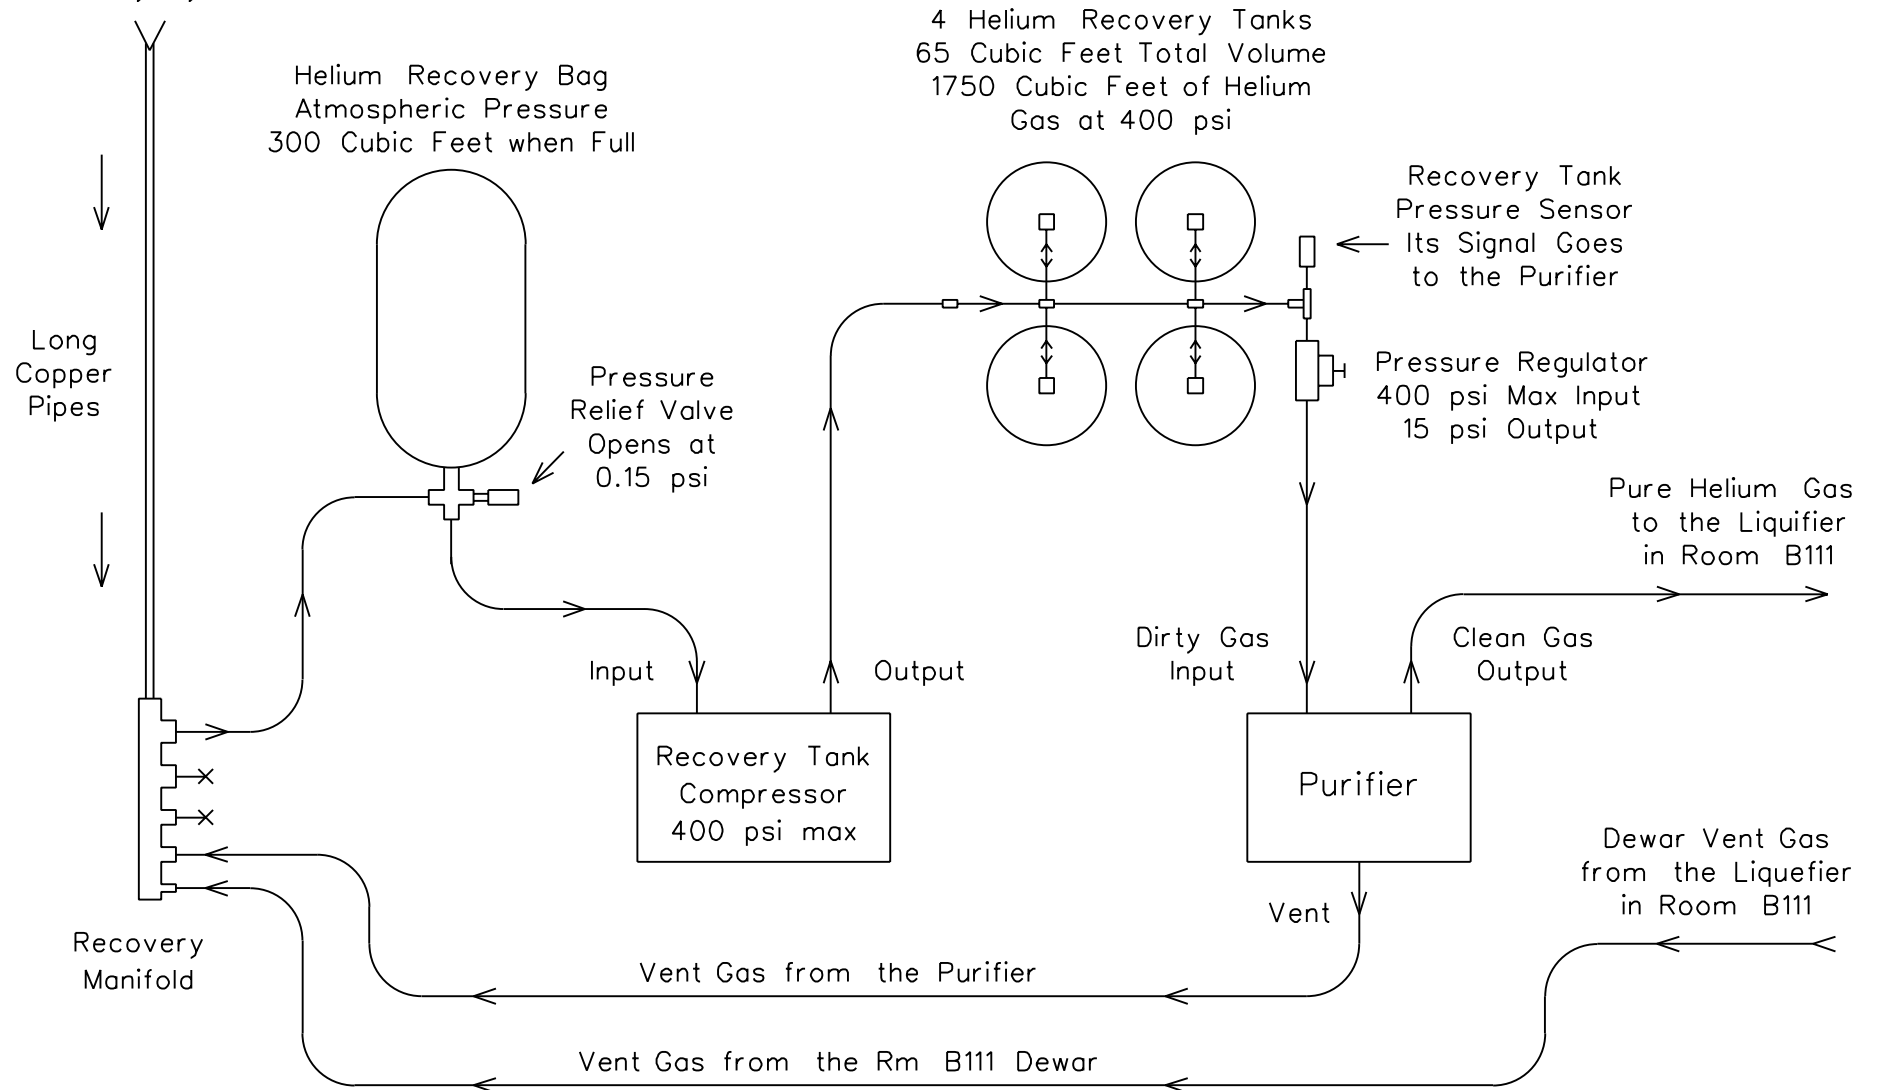 4 Helium Recovery Tanks
65 Cubic Feet Total Volume
1750 Cubic Feet of Helium
Gas at 400 psi
Helium Recovery Bag
Atmospheric Pressure
300 Cubic Feet when Full
Recovery Tank
Pressure Sensor
Its Signal Goes
to the Purifier
Long
Copper
Pipes
Pressure
Relief Valve
Opens at
0.15 psi
Pressure Regulator
400 psi Max Input
15 psi Output
Pure Helium Gas
to the Liquifier
in Room B111
Input
Output
Dirty Gas
Input
Clean Gas
Output
Recovery Tank
Compressor
400 psi max
Purifier
Dewar Vent Gas
from the Liquefier
in Room B111
Vent
Recovery
Manifold
Vent Gas from the Purifier
Vent Gas from the Rm B111 Dewar